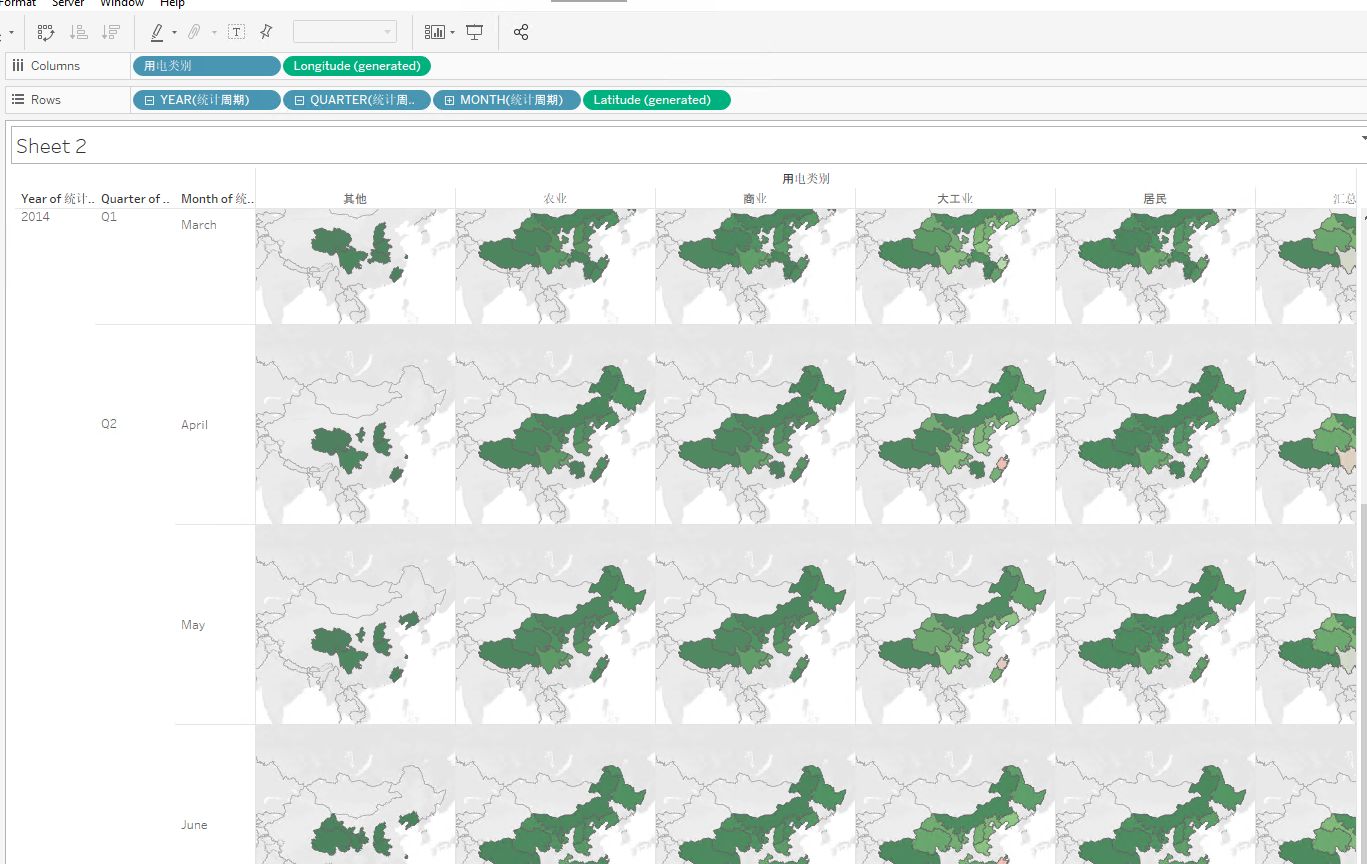 Format Server Window Help
T
Columns 用电类别 Longitude (generated)
Rows YEAR(统计周期) QUARTER(统计周.. MONTH(统计周期) Latitude (generated)
Sheet 2
用电类别
Year of 统计.. Quarter of .. Month of 统.. 其他 农业 商业 大工业 居民 汇总
2014 Q1 March
Q2 April
May
June